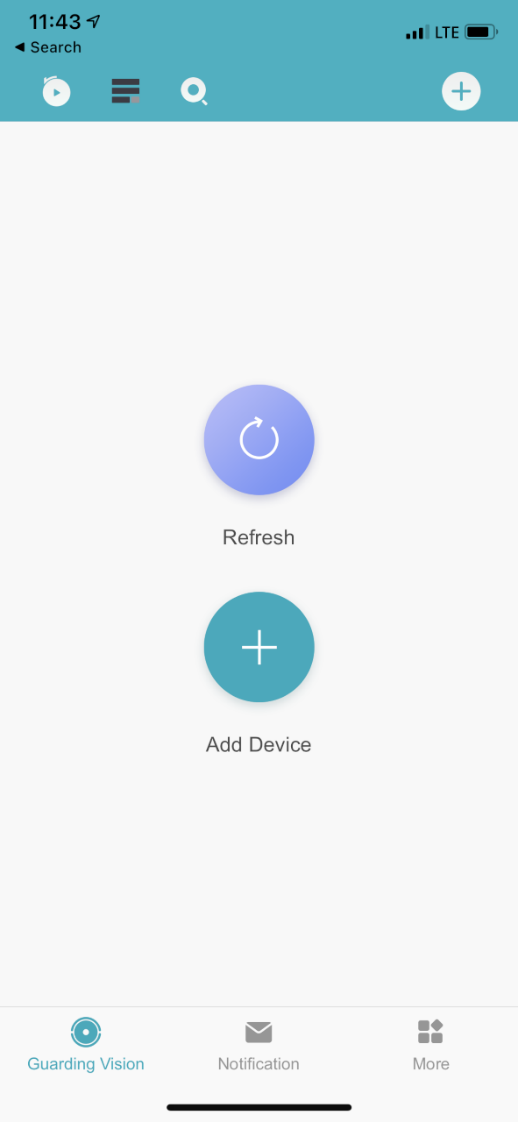 11:43
LTE
◀ Search
Refresh
Add Device
Guarding Vision
Notification
More